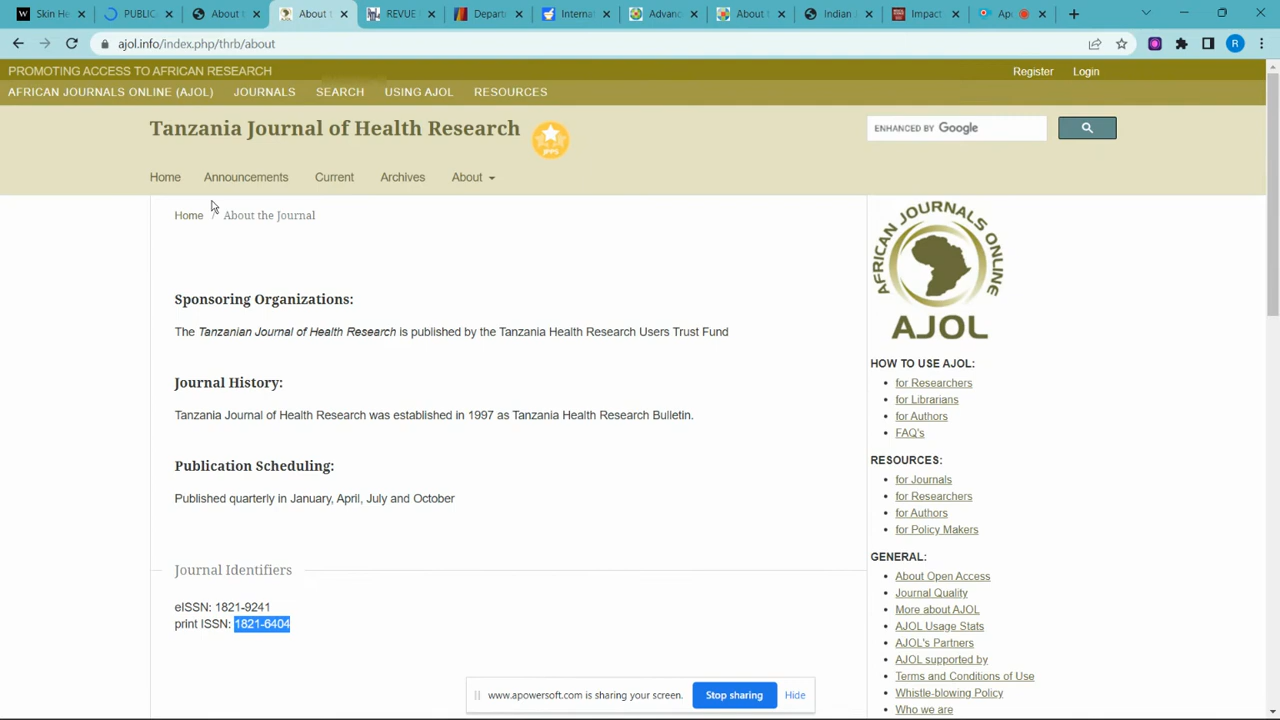 Skin He
PUBLIC
About t
About t
REVUE
Depart
Interna
Advanc
About t
Indian J
Impact
Apo
ajol.info/index.php/thrb/about
R
PROMOTING ACCESS TO AFRICAN RESEARCH
Register Login
AFRICAN JOURNALS ONLINE (AJOL) JOURNALS SEARCH USING AJOL RESOURCES
Tanzania Journal of Health Research
JPPS
ENHANCED BY Google
Home Announcements Current Archives About
Home / About the Journal
Sponsoring Organizations:
The Tanzanian Journal of Health Research is published by the Tanzania Health Research Users Trust Fund
Journal History:
Tanzania Journal of Health Research was established in 1997 as Tanzania Health Research Bulletin.
Publication Scheduling:
Published quarterly in January, April, July and October
Journal Identifiers
eISSN: 1821-9241
print ISSN: 1821-6404
AFRICAN JOURNALS ONLINE
AJOL
HOW TO USE AJOL:
for Researchers
for Librarians
for Authors
FAQ's
RESOURCES:
for Journals
for Researchers
for Authors
for Policy Makers
GENERAL:
About Open Access
Journal Quality
More about AJOL
AJOL Usage Stats
AJOL's Partners
AJOL supported by
Terms and Conditions of Use
Whistle-blowing Policy
Who we are
www.apowersoft.com is sharing your screen. Stop sharing Hide